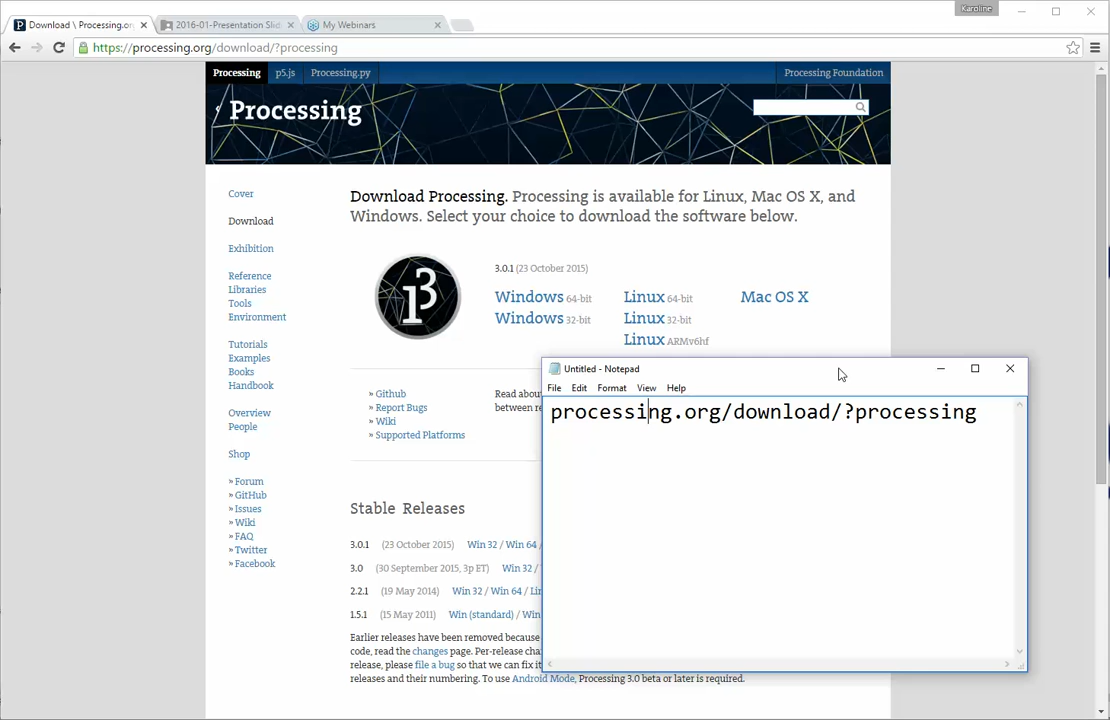 Karoline
Download \ Processing.or
2016-01-Presentation Slid
My Webinars
https://processing.org/download/?processing
Processing
p5.js
Processing.py
Processing Foundation
Processing
Cover
Download
Exhibition
Reference
Libraries
Tools
Environment
Tutorials
Examples
Books
Handbook
Overview
People
Shop
» Forum
» GitHub
» Issues
» Wiki
» FAQ
» Twitter
» Facebook
Download Processing. Processing is available for Linux, Mac OS X, and
Windows. Select your choice to download the software below.
3
3.0.1 (23 October 2015)
Windows 64-bit
Windows 32-bit
Linux 64-bit
Linux 32-bit
Linux ARMv6hf
Mac OS X
» Github
» Report Bugs
» Wiki
» Supported Platforms
Read abou
between re
Stable Releases
3.0.1 (23 October 2015) Win 32 / Win 64 /
3.0 (30 September 2015, 3p ET) Win 32 /
2.2.1 (19 May 2014) Win 32 / Win 64 / Lin
1.5.1 (15 May 2011) Win (standard) / Win
Earlier releases have been removed because
code, read the changes page. Per-release cha
release, please file a bug so that we can fix it
releases and their numbering. To use Android Mode, Processing 3.0 beta or later is required.
Untitled - Notepad
File Edit Format View Help
processing.org/download/?processing